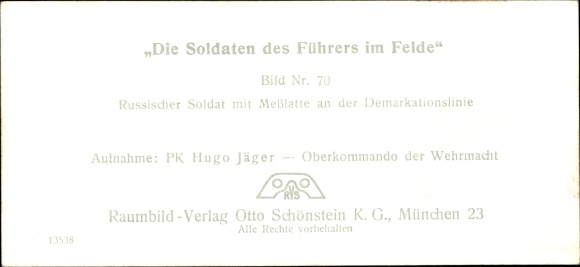 „Die Soldaten des Führers im Felde“
Bild Nr. 70
Russischer Soldat mit Meßlatte an der Demarkationslinie
Aufnahme: PK Hugo Jäger — Oberkommando der Wehrmacht
VRS
Raumbild-Verlag Otto Schönstein K. G., München 23
Alle Rechte vorbehalten
13538